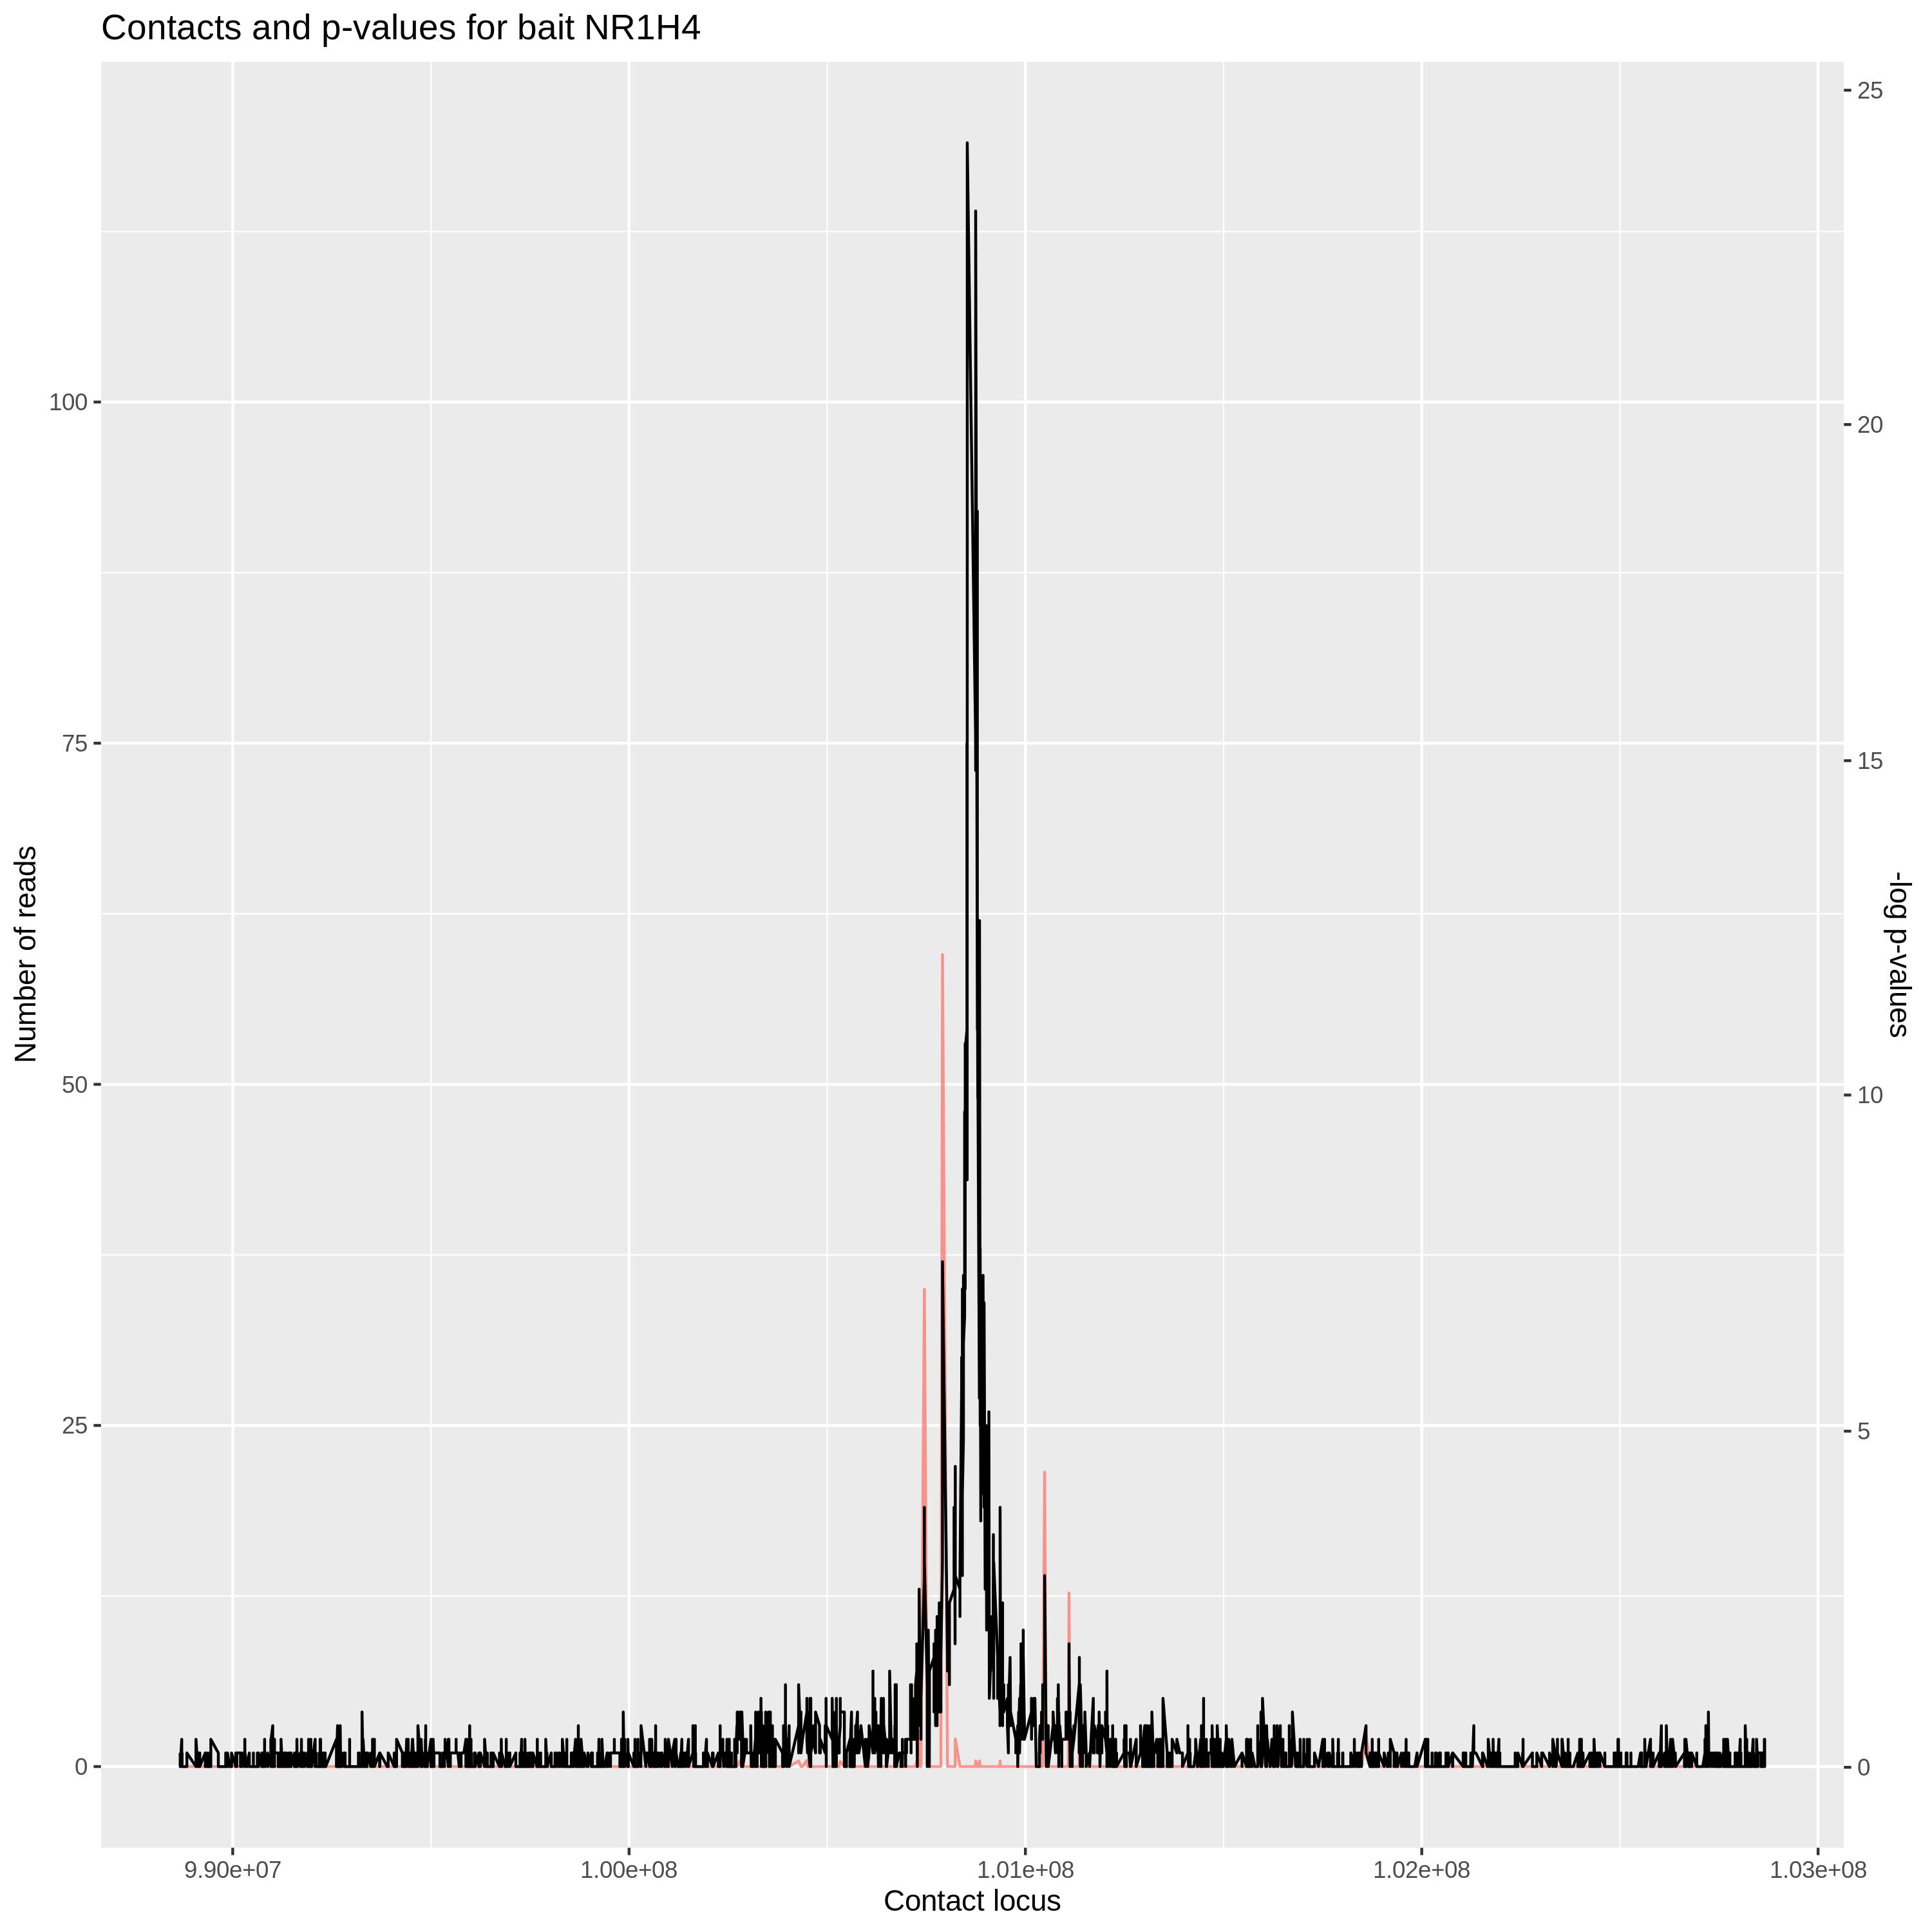 Contacts and p-values for bait NR1H4
25
100
20
75
15
Number of reads
-log p-values
50
10
25
5
0
0
9.90e+07
1.00e+08
1.01e+08
1.02e+08
1.03e+08
Contact locus